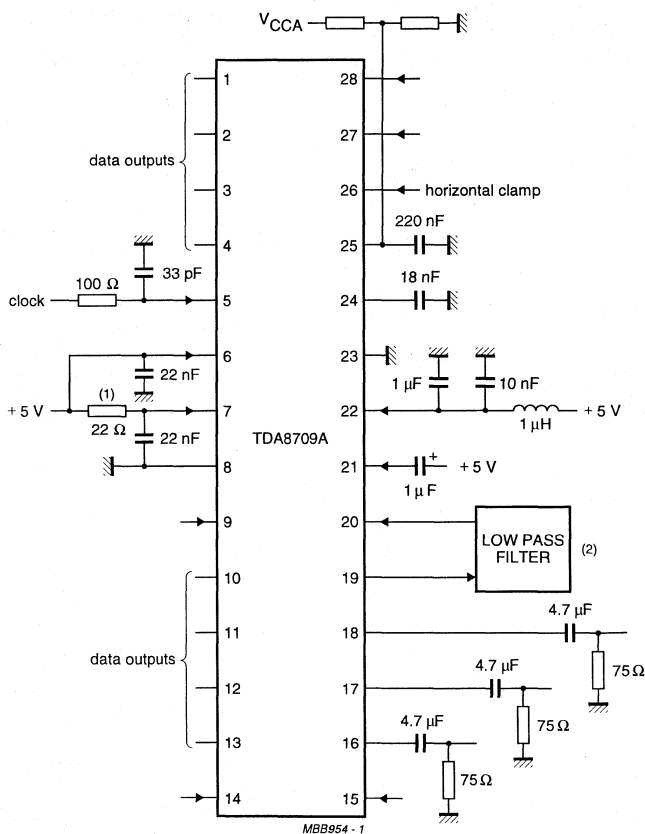 VCCA
1
28
2
27
data outputs
3
26
horizontal clamp
220 nF
4
25
33 pF
18 nF
100 Ω
clock
5
24
6
23
22 nF
1 μF
10 nF
(1)
+ 5 V
7
22
+ 5 V
22 Ω
1 μH
22 nF
TDA8709A
8
21
+
+ 5 V
1 μ F
9
20
LOW PASS
FILTER
(2)
10
19
4.7 μF
11
18
data outputs
4.7 μF
75 Ω
12
17
4.7 μF
75 Ω
13
16
75 Ω
14
15
MBB954 - 1